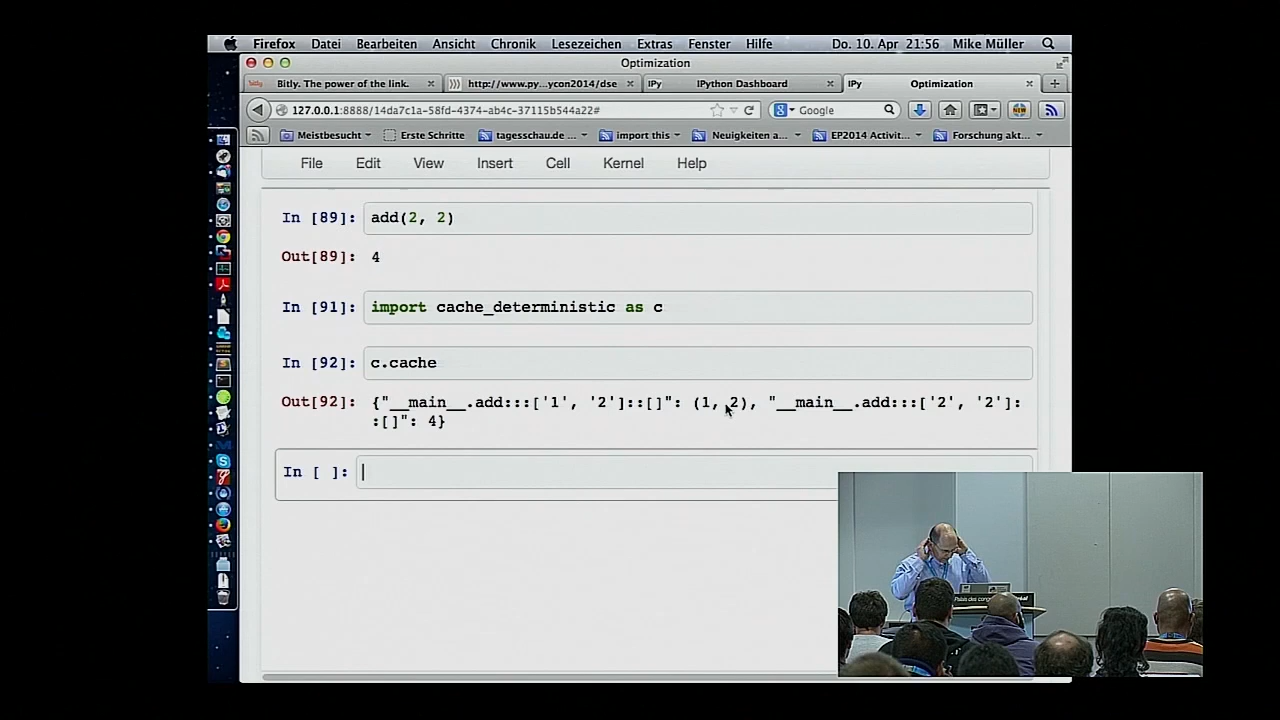 Firefox Datei Bearbeiten Ansicht Chronik Lesezeichen Extras Fenster Hilfe Do. 10. Apr 21:56 Mike Müller
Optimization
Bitly. The power of the link. × http://www.py...ycon2014/dse × IPy IPython Dashboard × IPy Optimization ×
127.0.0.1:8888/14da7c1a-58fd-4374-ab4c-37115b544a22# Google
Meistbesucht Erste Schritte tagesschau.de ... import this Neuigkeiten a... EP2014 Activit... Forschung akt...
File Edit View Insert Cell Kernel Help
In [89]: add(2, 2)
Out[89]: 4
In [91]: import cache_deterministic as c
In [92]: c.cache
Out[92]: {"__main__.add:::['1', '2']::[]": (1, 2), "__main__.add:::['2', '2']:
:[]": 4}
In [ ]:
Palais des